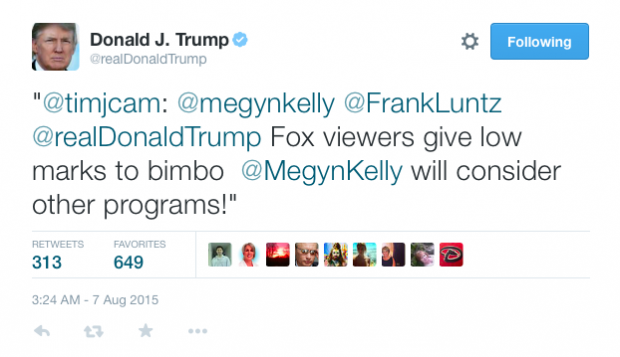 Donald J. Trump
@realDonaldTrump
Following
"@timjcam: @megynkelly @FrankLuntz
@realDonaldTrump Fox viewers give low
marks to bimbo @MegynKelly will consider
other programs!"
RETWEETS FAVORITES
313 649
3:24 AM - 7 Aug 2015